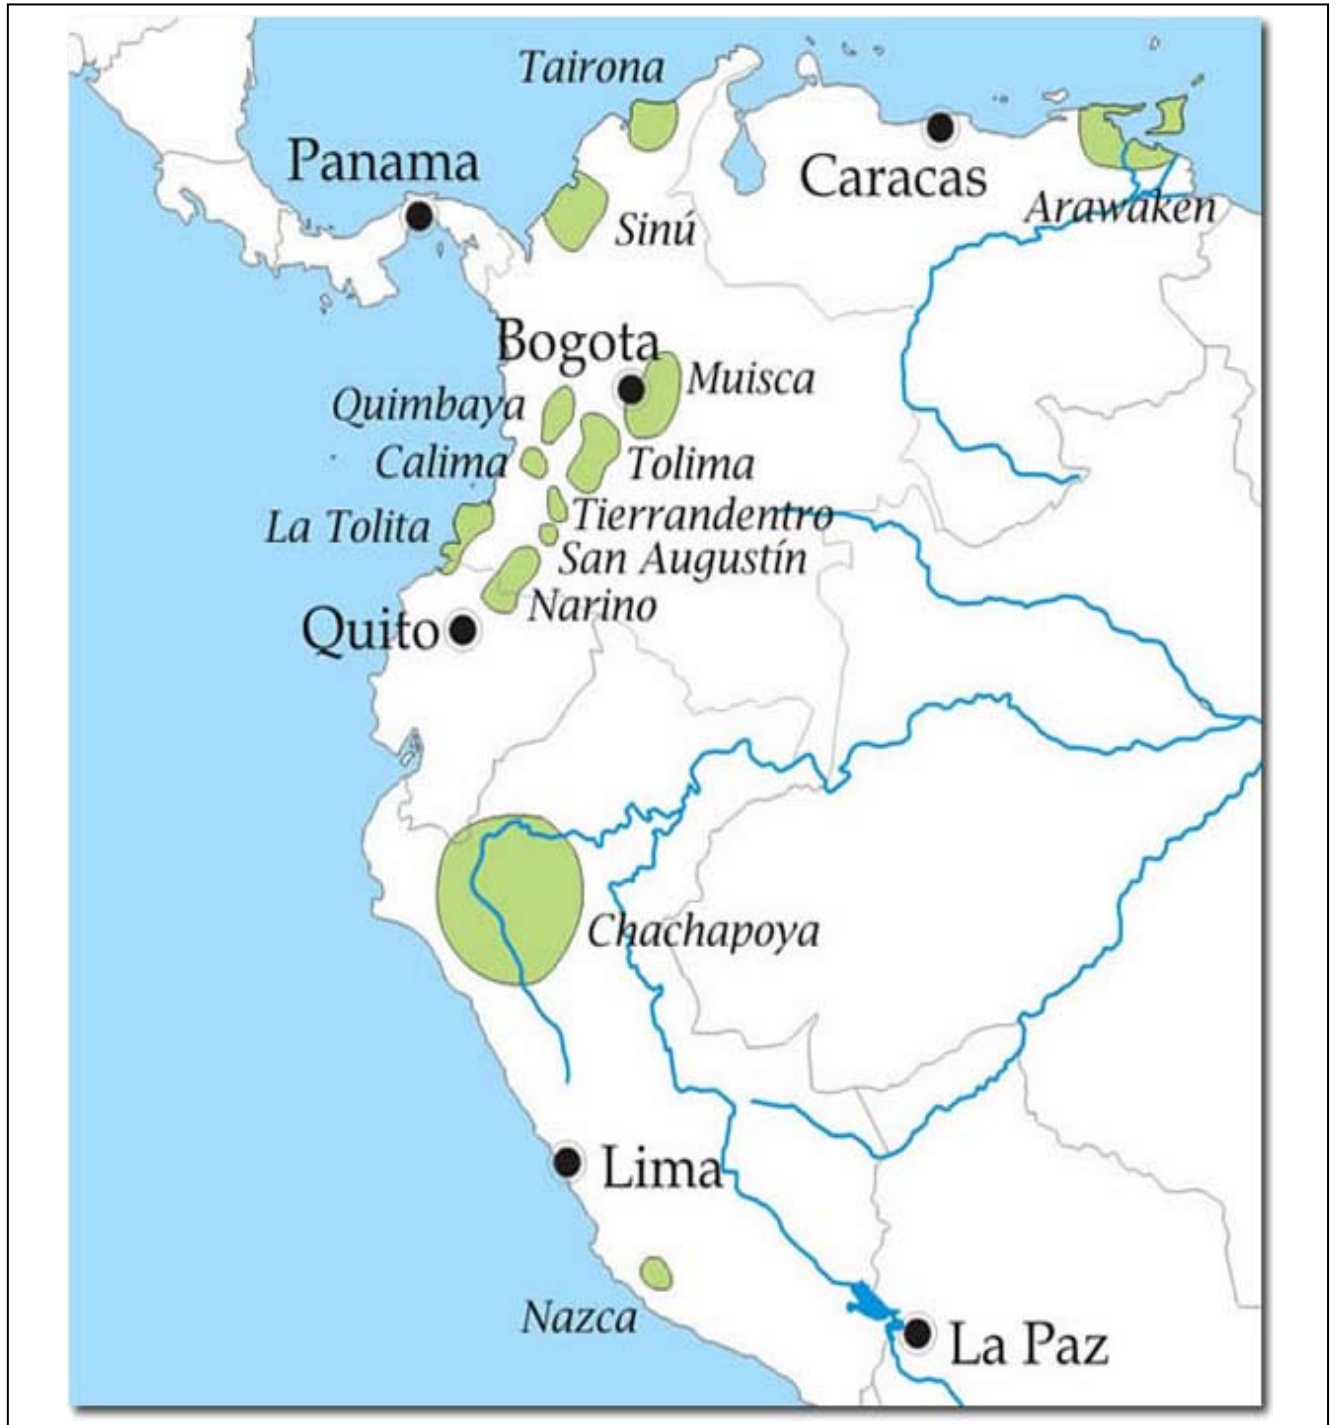 Tairona
Panama
Caracas
Arawaken
Sinú
Bogota
Muisca
Quimbaya
Calima
Tolima
Tierrandentro
La Tolita
San Augustín
Narino
Quito
Chachapoya
Lima
Nazca
La Paz